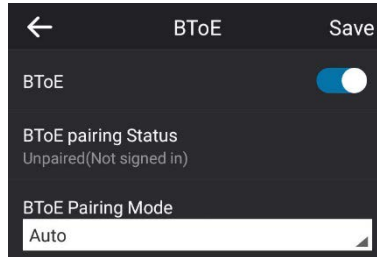 BToE
Save
BToE
BToE pairing Status
Unpaired(Not signed in)
BToE Pairing Mode
Auto